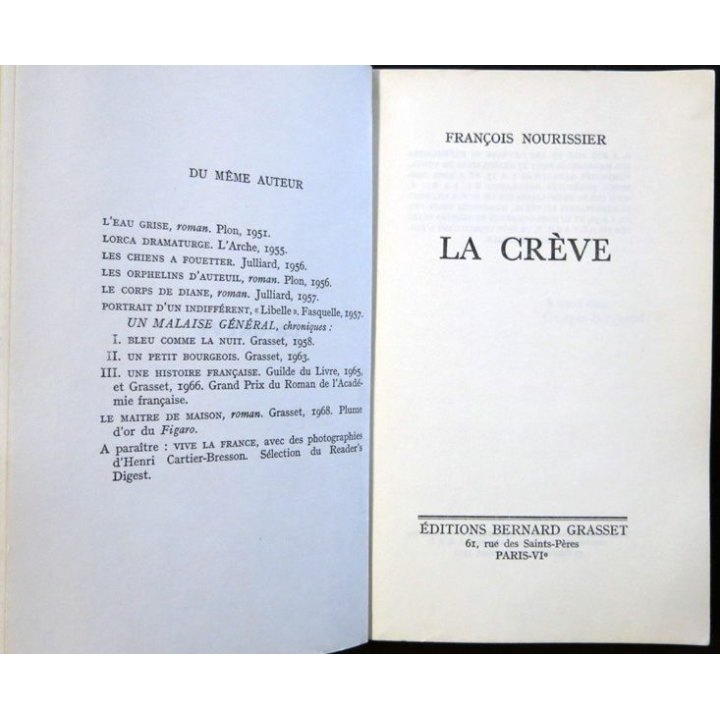 DU MÊME AUTEUR
L'EAU GRISE, roman. Plon, 1951.
LORCA DRAMATURGE. L'Arche, 1955.
LES CHIENS A FOUETTER. Julliard, 1956.
LES ORPHELINS D'AUTEUIL, roman. Plon, 1956.
LE CORPS DE DIANE, roman. Julliard, 1957.
PORTRAIT D'UN INDIFFÉRENT, « Libelle ». Fasquelle, 1957.
UN MALAISE GÉNÉRAL, chroniques :
I. BLEU COMME LA NUIT. Grasset, 1958.
II. UN PETIT BOURGEOIS. Grasset, 1963.
III. UNE HISTOIRE FRANÇAISE. Guilde du Livre, 1965,
et Grasset, 1966. Grand Prix du Roman de l'Acadé-
mie française.
LE MAITRE DE MAISON, roman. Grasset, 1968. Plume
d'or du Figaro.
A paraître : VIVE LA FRANCE, avec des photographies
d'Henri Cartier-Bresson. Sélection du Reader's
Digest.
FRANÇOIS NOURISSIER
LA CRÈVE
ÉDITIONS BERNARD GRASSET
61, rue des Saints-Pères
PARIS-VIe